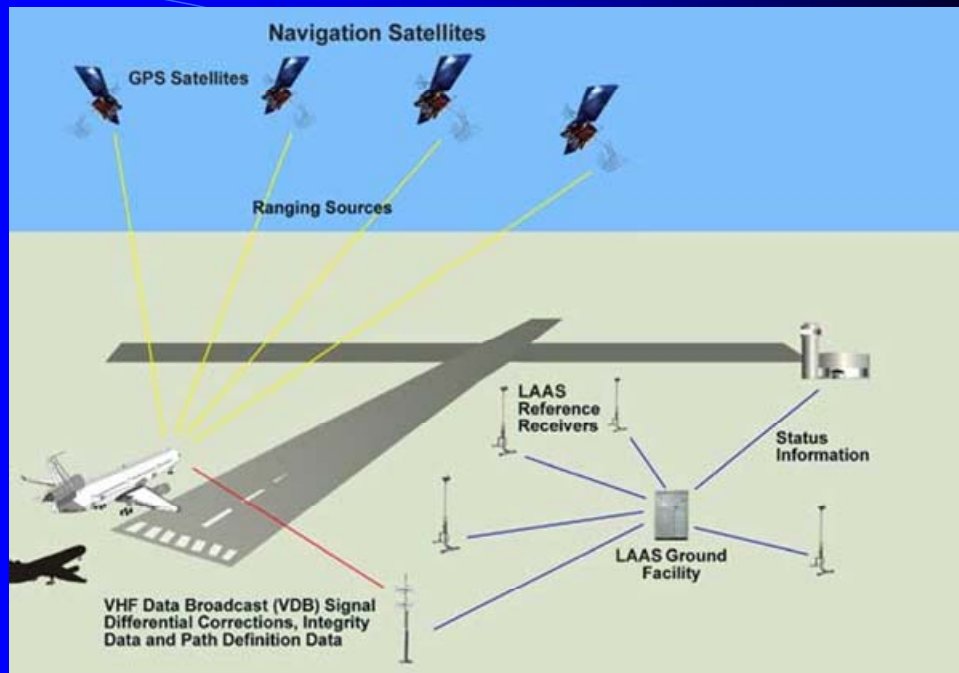 Navigation Satellites
GPS Satellites
Ranging Sources
LAAS
Reference
Receivers
Status
Information
LAAS Ground
Facility
VHF Data Broadcast (VDB) Signal
Differential Corrections, Integrity
Data and Path Definition Data